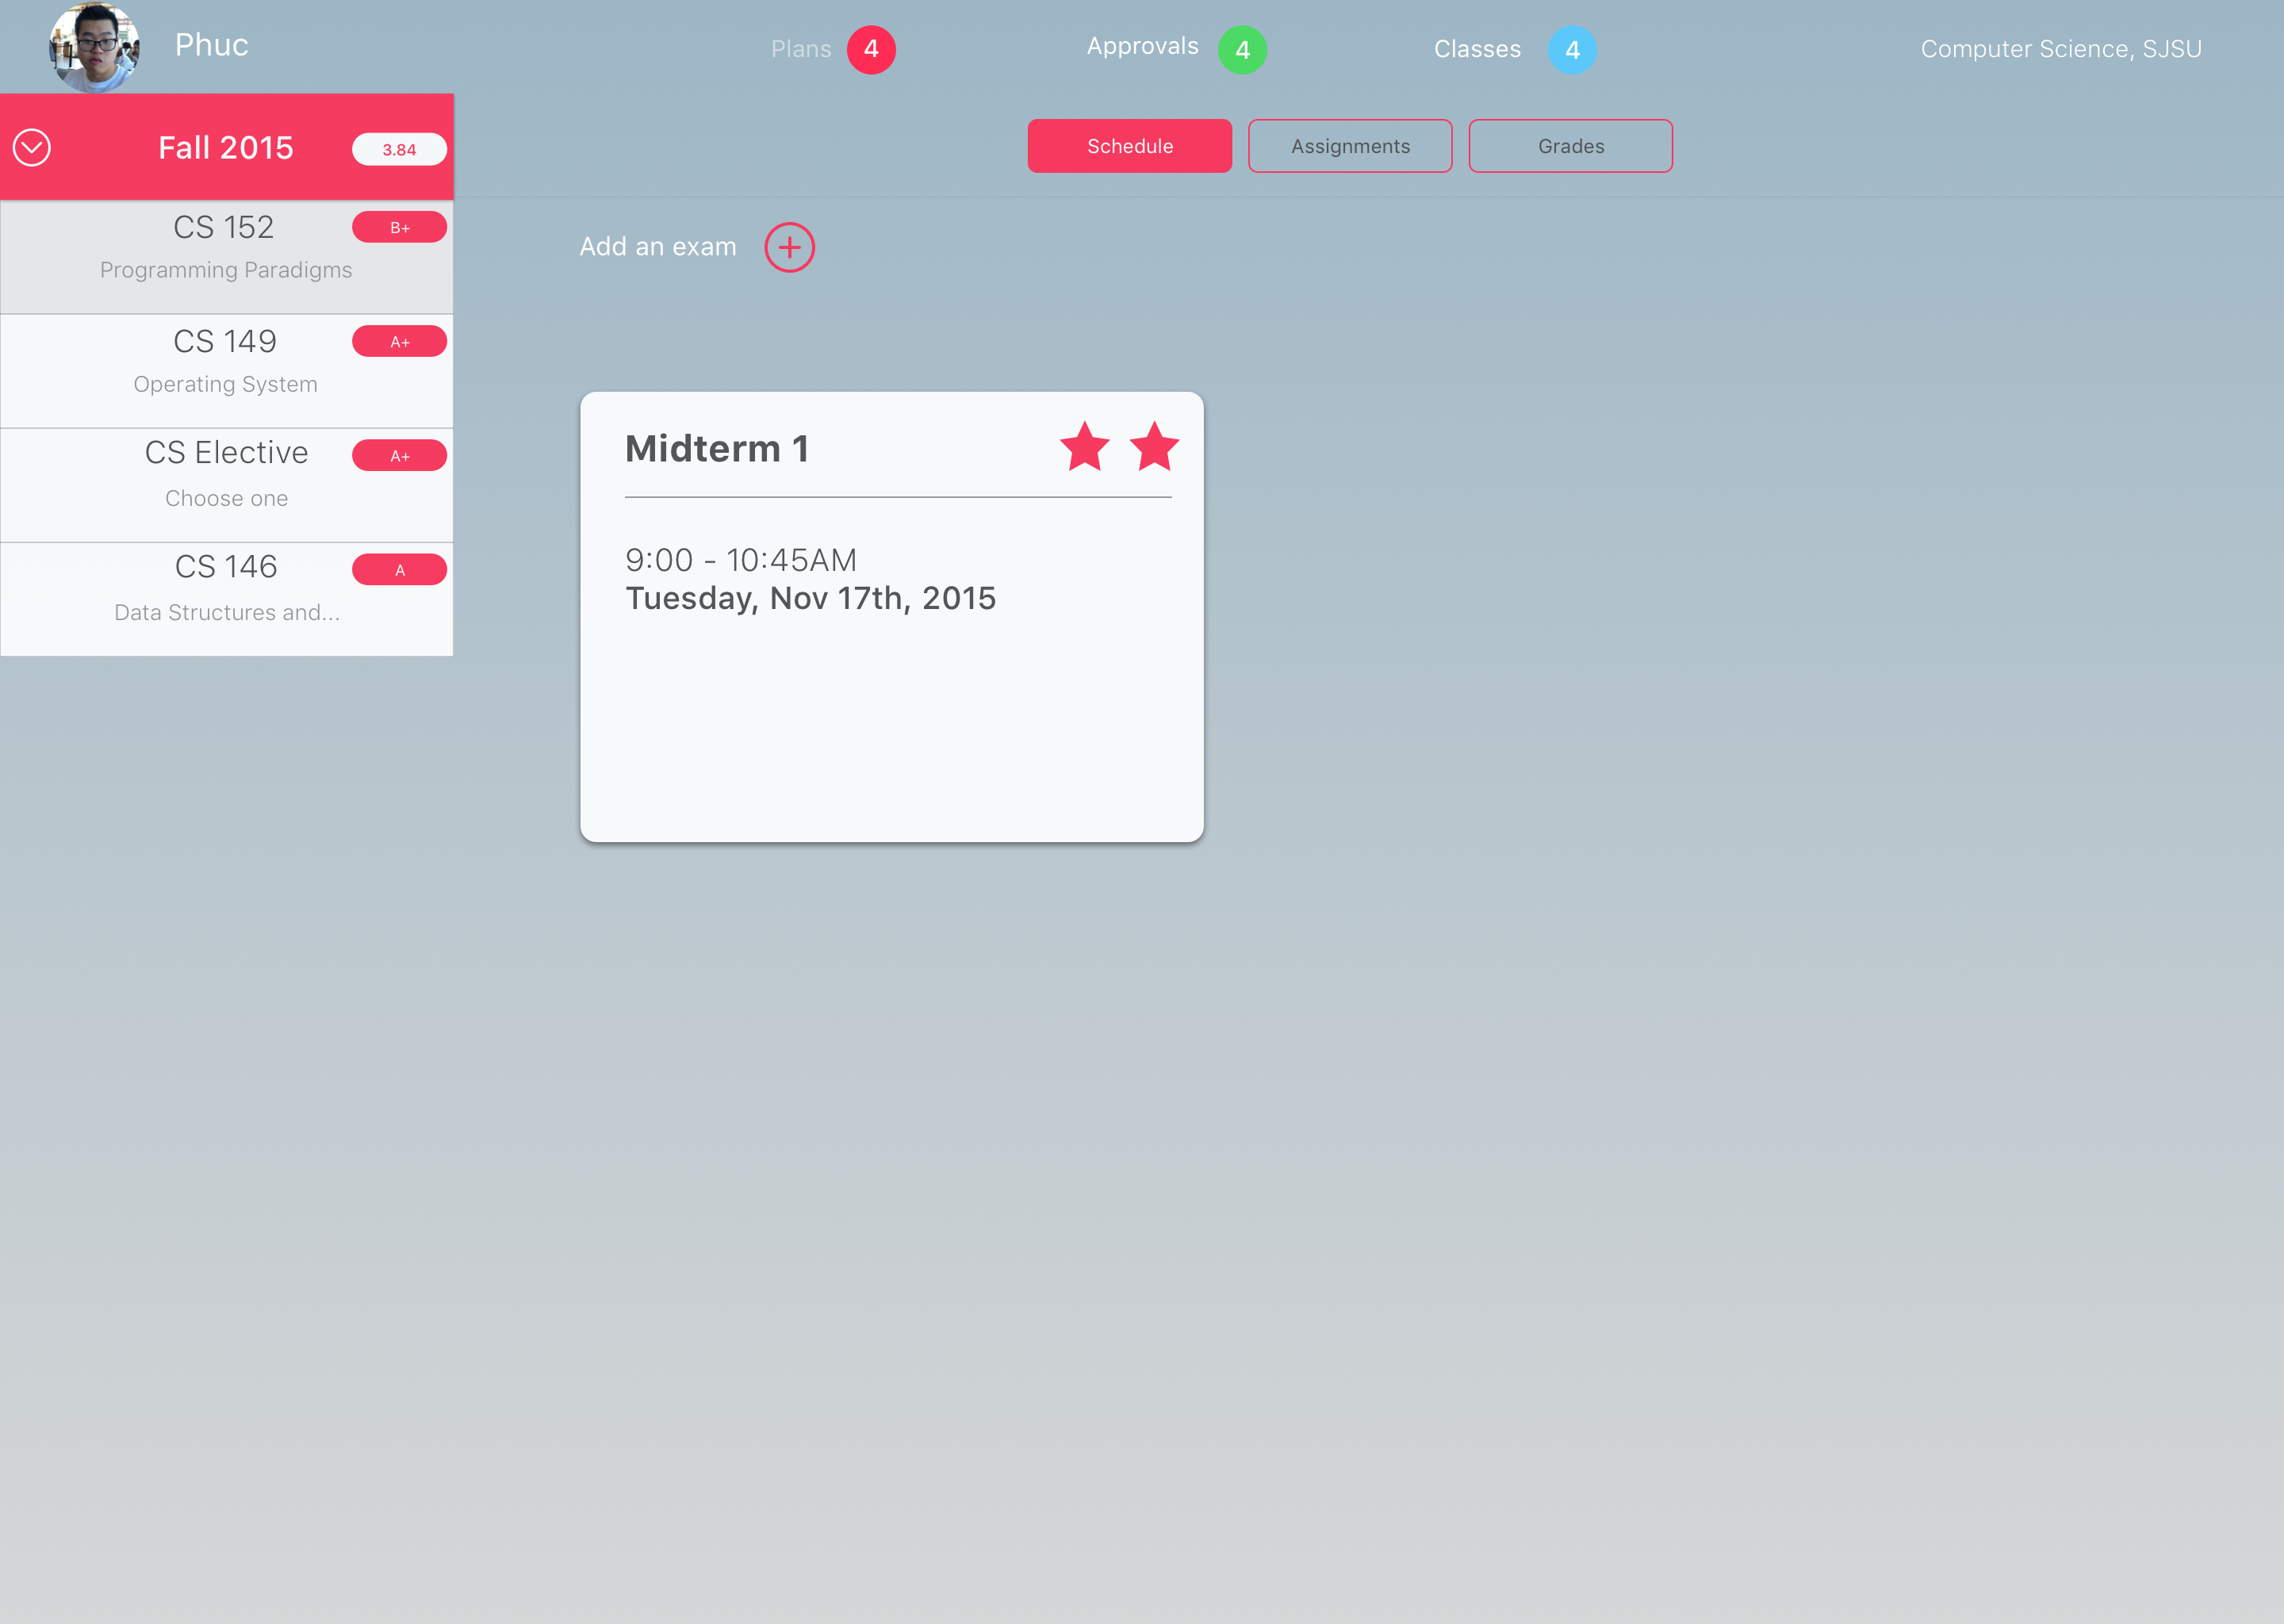 Phuc
Plans 4
Approvals 4
Classes 4
Computer Science, SJSU
Fall 2015
3.84
Schedule
Assignments
Grades
CS 152
B+
Programming Paradigms
CS 149
A+
Operating System
CS Elective
A+
Choose one
CS 146
A
Data Structures and...
Add an exam
Midterm 1
9:00 - 10:45AM
Tuesday, Nov 17th, 2015